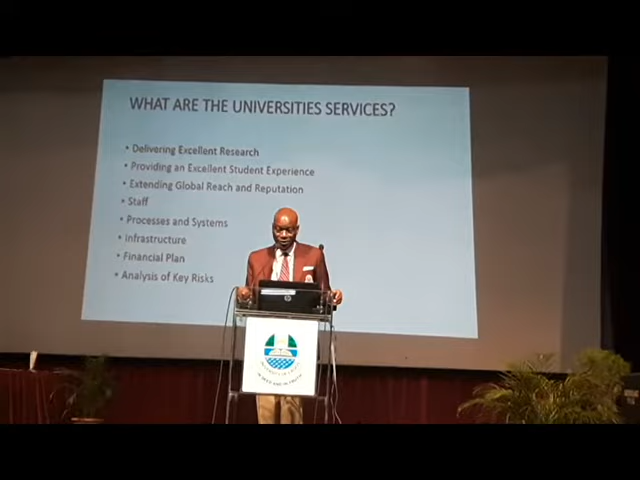 WHAT ARE THE UNIVERSITIES SERVICES?
• Delivering Excellent Research
• Providing an Excellent Student Experience
• Extending Global Reach and Reputation
• Staff
• Processes and Systems
• Infrastructure
• Financial Plan
• Analysis of Key Risks
hp